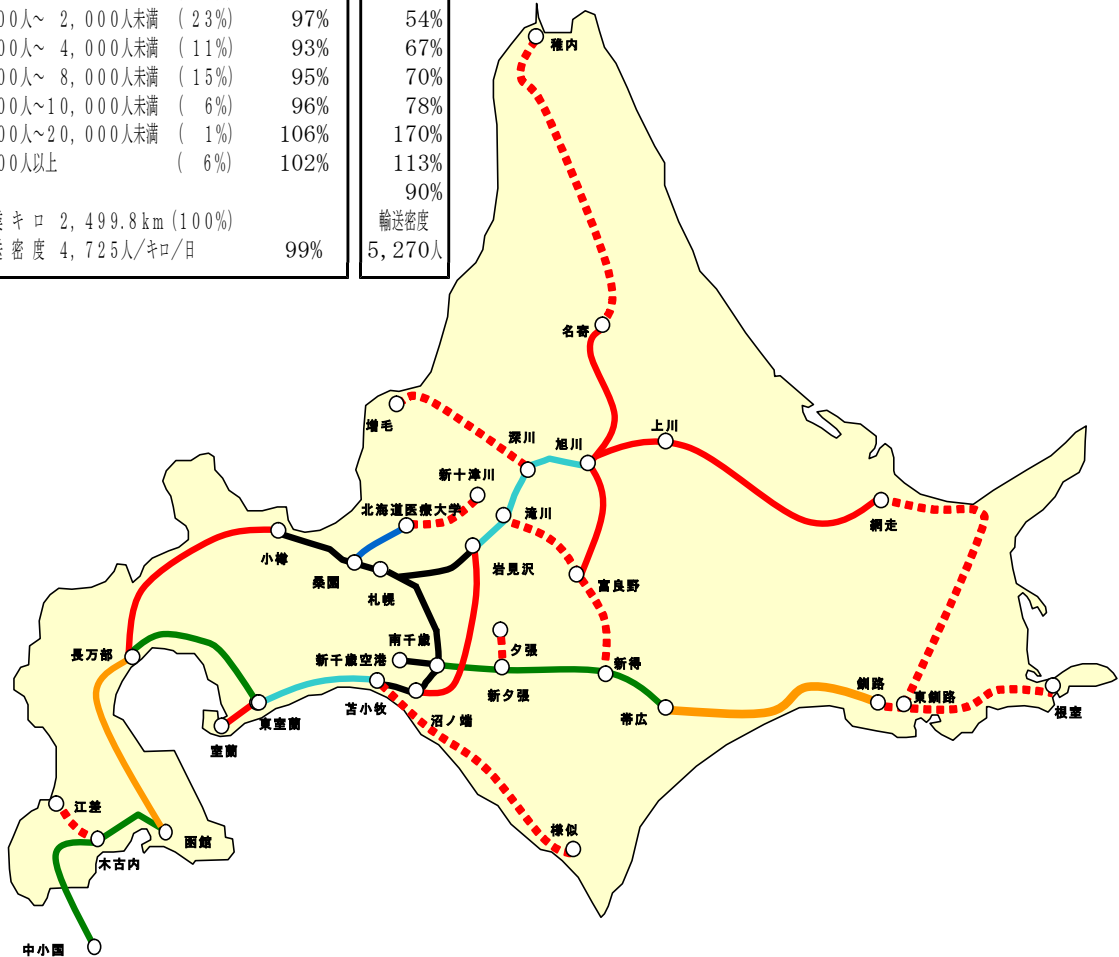 00人～ 2,000人未満 (23%) 97% 54%
00人～ 4,000人未満 (11%) 93% 67%
00人～ 8,000人未満 (15%) 95% 70%
00人～10,000人未満 ( 6%) 96% 78%
00人～20,000人未満 ( 1%) 106% 170%
00人以上 ( 6%) 102% 113%
90%
キロ 2,499.8km(100%) 輸送密度
密度 4,725人/キロ/日 99% 5,270人
稚内
名寄
増毛
上川
深川
旭川
新十津川
北海道医療大学
滝川
網走
小樽
桑園
岩見沢
札幌
富良野
南千歳
夕張
長万部
新千歳空港
新得
新夕張
釧路
東釧路
根室
苫小牧
沼ノ端
帯広
東室蘭
室蘭
江差
様似
函館
木古内
中小国